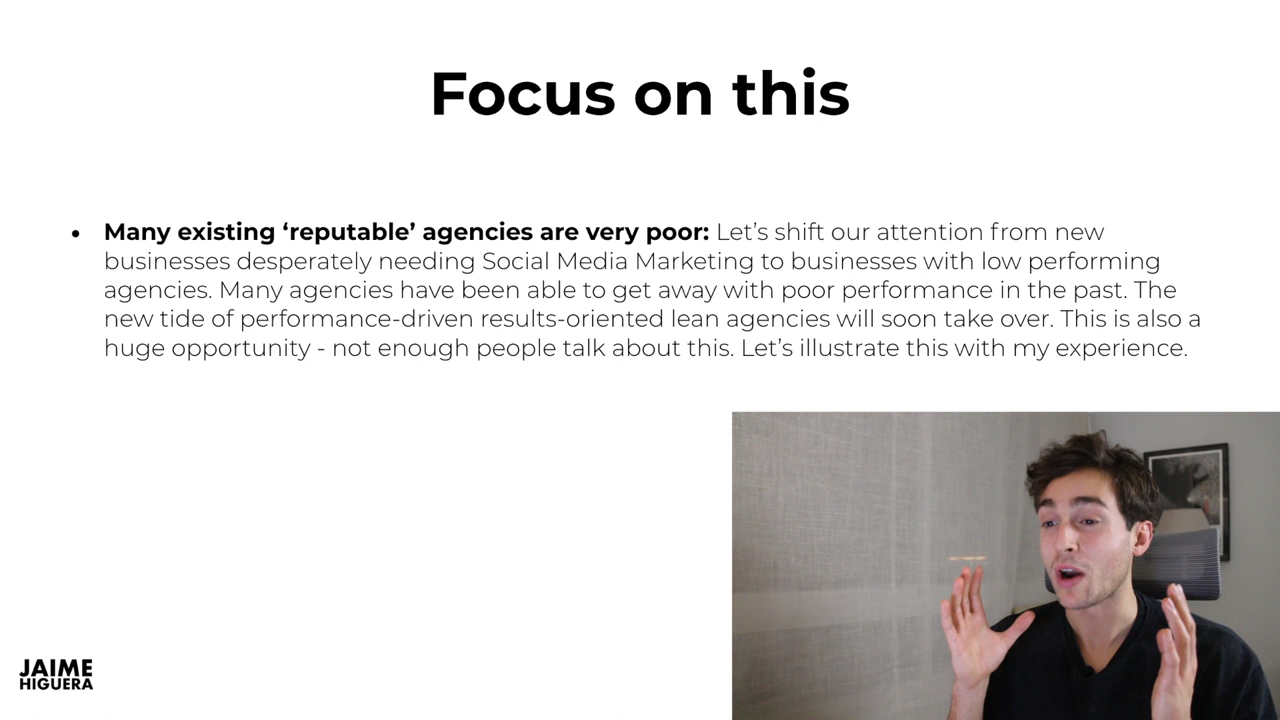 Focus on this
• Many existing ‘reputable’ agencies are very poor: Let’s shift our attention from new
businesses desperately needing Social Media Marketing to businesses with low performing
agencies. Many agencies have been able to get away with poor performance in the past. The
new tide of performance-driven results-oriented lean agencies will soon take over. This is also a
huge opportunity - not enough people talk about this. Let’s illustrate this with my experience.
JAIME
HIGUERA